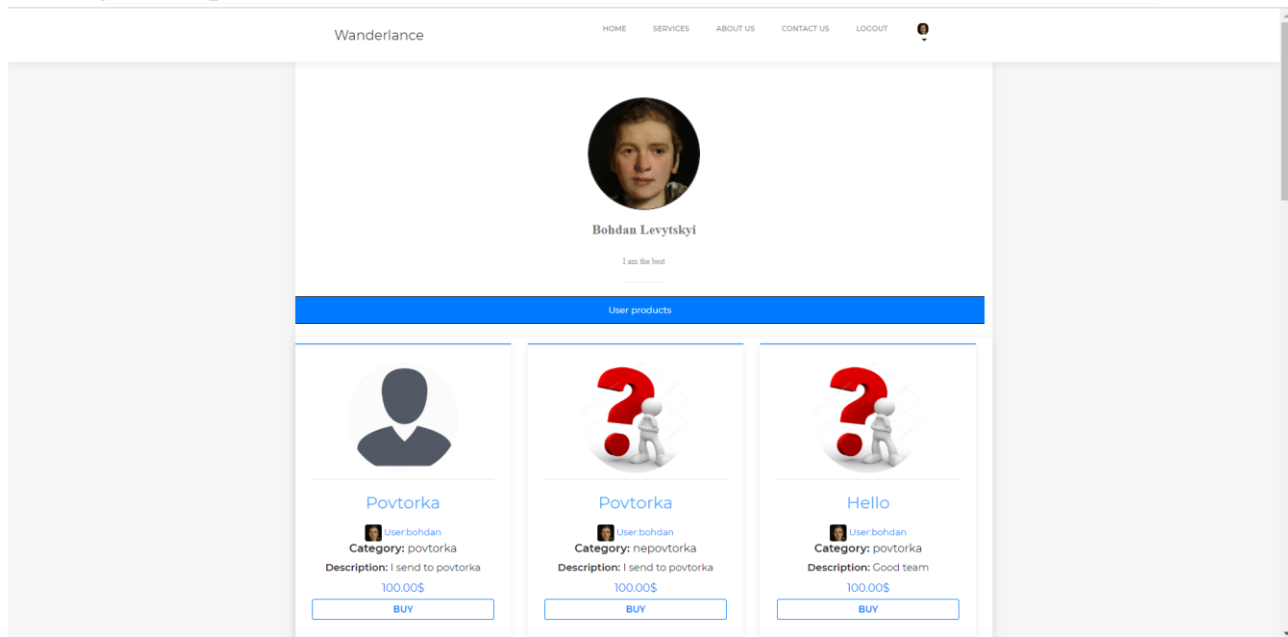 Wanderlance
HOME SERVICES ABOUT US CONTACT US LOGOUT
Bohdan Levytskyi
I am the best
User products
Povtorka
User:bohdan
Category: povtorka
Description: I send to povtorka
100.00$
BUY
Povtorka
User:bohdan
Category: nepovtorka
Description: I send to povtorka
100.00$
BUY
Hello
User:bohdan
Category: povtorka
Description: Good team
100.00$
BUY